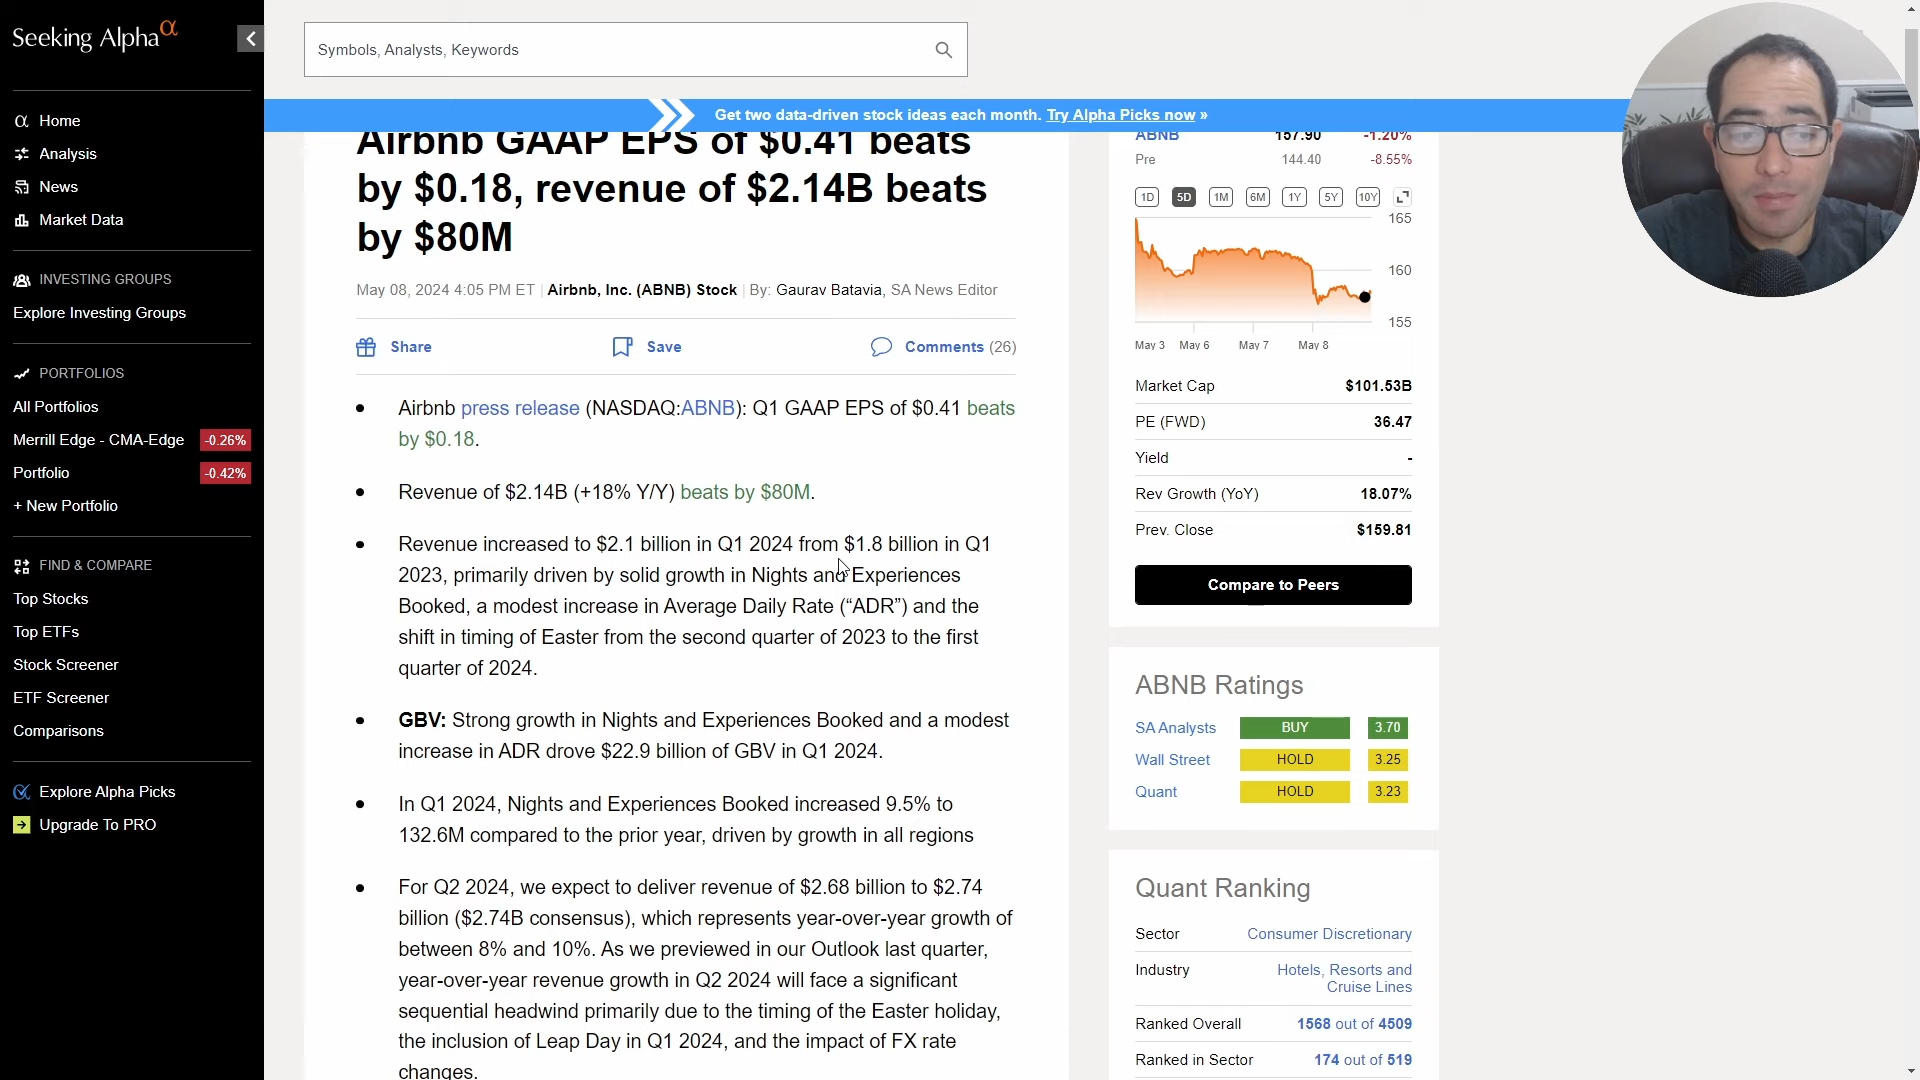 Seeking Alphaα
Symbols, Analysts, Keywords
Home
Analysis
News
Market Data
INVESTING GROUPS
Explore Investing Groups
PORTFOLIOS
All Portfolios
Merrill Edge - CMA-Edge -0.26%
Portfolio -0.42%
+ New Portfolio
FIND & COMPARE
Top Stocks
Top ETFs
Stock Screener
ETF Screener
Comparisons
Explore Alpha Picks
Upgrade To PRO
Get two data-driven stock ideas each month. Try Alpha Picks now »
Airbnb GAAP EPS of $0.41 beats
by $0.18, revenue of $2.14B beats
by $80M
May 08, 2024 4:05 PM ET | Airbnb, Inc. (ABNB) Stock | By: Gaurav Batavia, SA News Editor
Share Save Comments (26)
• Airbnb press release (NASDAQ:ABNB): Q1 GAAP EPS of $0.41 beats
by $0.18.
• Revenue of $2.14B (+18% Y/Y) beats by $80M.
• Revenue increased to $2.1 billion in Q1 2024 from $1.8 billion in Q1
2023, primarily driven by solid growth in Nights and Experiences
Booked, a modest increase in Average Daily Rate (“ADR”) and the
shift in timing of Easter from the second quarter of 2023 to the first
quarter of 2024.
• GBV: Strong growth in Nights and Experiences Booked and a modest
increase in ADR drove $22.9 billion of GBV in Q1 2024.
• In Q1 2024, Nights and Experiences Booked increased 9.5% to
132.6M compared to the prior year, driven by growth in all regions
• For Q2 2024, we expect to deliver revenue of $2.68 billion to $2.74
billion ($2.74B consensus), which represents year-over-year growth of
between 8% and 10%. As we previewed in our Outlook last quarter,
year-over-year revenue growth in Q2 2024 will face a significant
sequential headwind primarily due to the timing of the Easter holiday,
the inclusion of Leap Day in Q1 2024, and the impact of FX rate
changes.
ABNB 157.90 -1.20%
Pre 144.40 -8.55%
1D 5D 1M 6M 1Y 5Y 10Y
165
160
155
May 3 May 6 May 7 May 8
Market Cap $101.53B
PE (FWD) 36.47
Yield -
Rev Growth (YoY) 18.07%
Prev. Close $159.81
Compare to Peers
ABNB Ratings
SA Analysts BUY 3.70
Wall Street HOLD 3.25
Quant HOLD 3.23
Quant Ranking
Sector Consumer Discretionary
Industry Hotels, Resorts and
Cruise Lines
Ranked Overall 1568 out of 4509
Ranked in Sector 174 out of 519